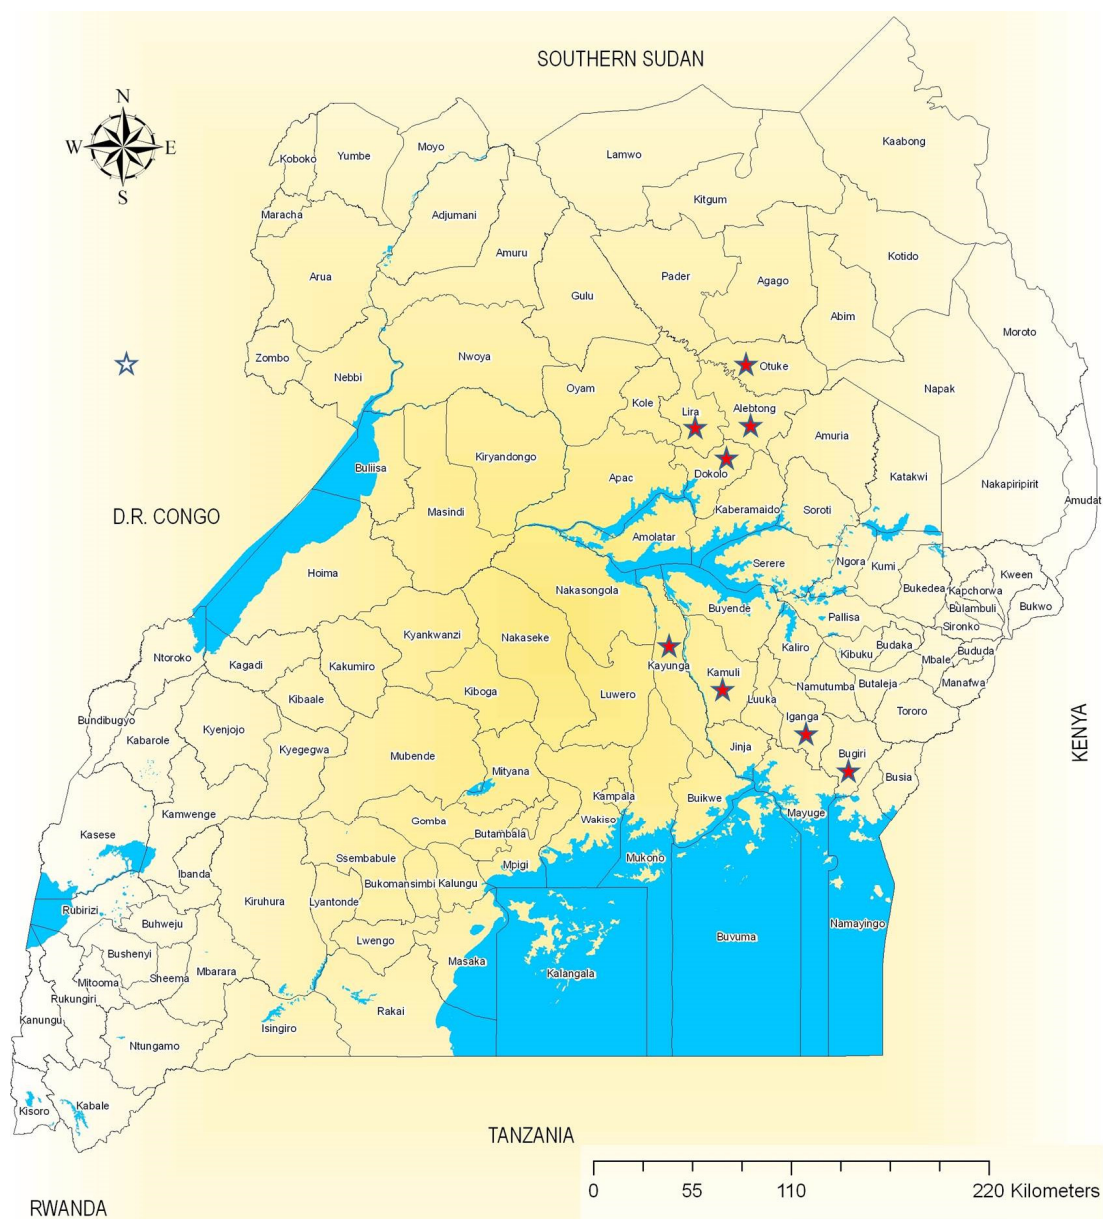 SOUTHERN SUDAN
N
W
E
S
Kaabong
Koboko
Yumbe
Moyo
Lamwo
Kitgum
Maracha
Adjumani
Amuru
Kotido
Arua
Pader
Agago
Gulu
Abim
Moroto
Zombo
Nwoya
Otuke
Nebbi
Oyam
Napak
Kole
Lira
Alebtong
Amuria
Kiryandongo
Buliisa
Apac
Dokolo
Katakwi
Nakapiripirit
Amudat
D.R. CONGO
Masindi
Kaberamaido
Soroti
Amolatar
Hoima
Serere
Ngora
Kumi
Kween
Nakasongola
Bukedea
Kapchorwa
Buyende
Bulambuli
Bukwo
Pallisa
Sironko
Kyankwanzi
Nakaseke
Kaliro
Kibuku
Budaka
Bududa
Ntoroko
Kagadi
Kakumiro
Kayunga
Kamuli
Mbale
Manafwa
Kibaale
Kiboga
Luwero
Luuka
Namutumba
Butaleja
Bundibugyo
Kyenjojo
Iganga
Tororo
Kabarole
Kyegegwa
Mubende
Jinja
Bugiri
KENYA
Mityana
Busia
Kampala
Buikwe
Kamwenge
Gomba
Wakiso
Mayuge
Kasese
Butambala
Ssembabule
Mpigi
Mukono
Ibanda
Bukomansimbi
Kalungu
Kiruhura
Lyantonde
Rubirizi
Buhweju
Namayingo
Lwengo
Buvuma
Bushenyi
Masaka
Mbarara
Kalangala
Mitooma
Sheema
Rukungiri
Rakai
Kanungu
Isingiro
Ntungamo
Kabale
Kisoro
TANZANIA
0
55
110
220 Kilometers
RWANDA